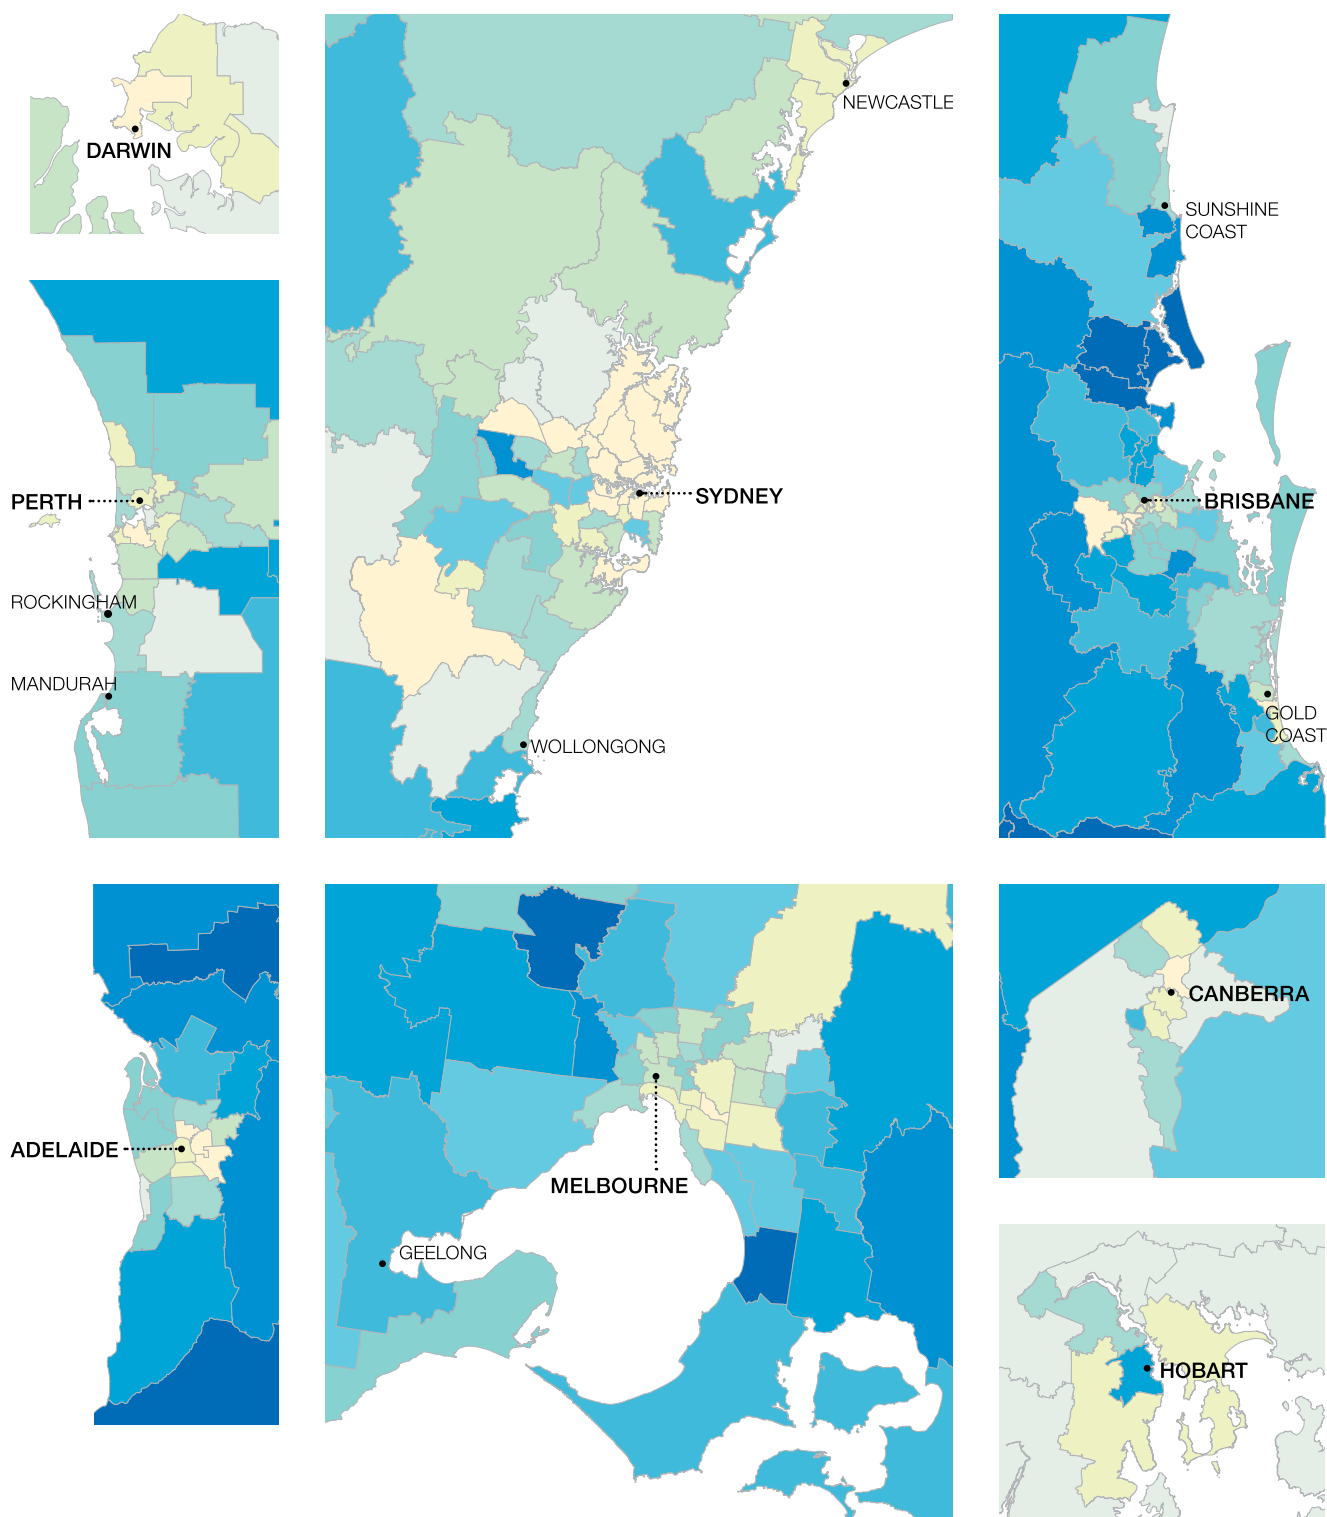 DARWIN
NEWCASTLE
SUNSHINE
COAST
PERTH
SYDNEY
BRISBANE
ROCKINGHAM
MANDURAH
GOLD
COAST
WOLLONGONG
CANBERRA
ADELAIDE
MELBOURNE
GEELONG
HOBART